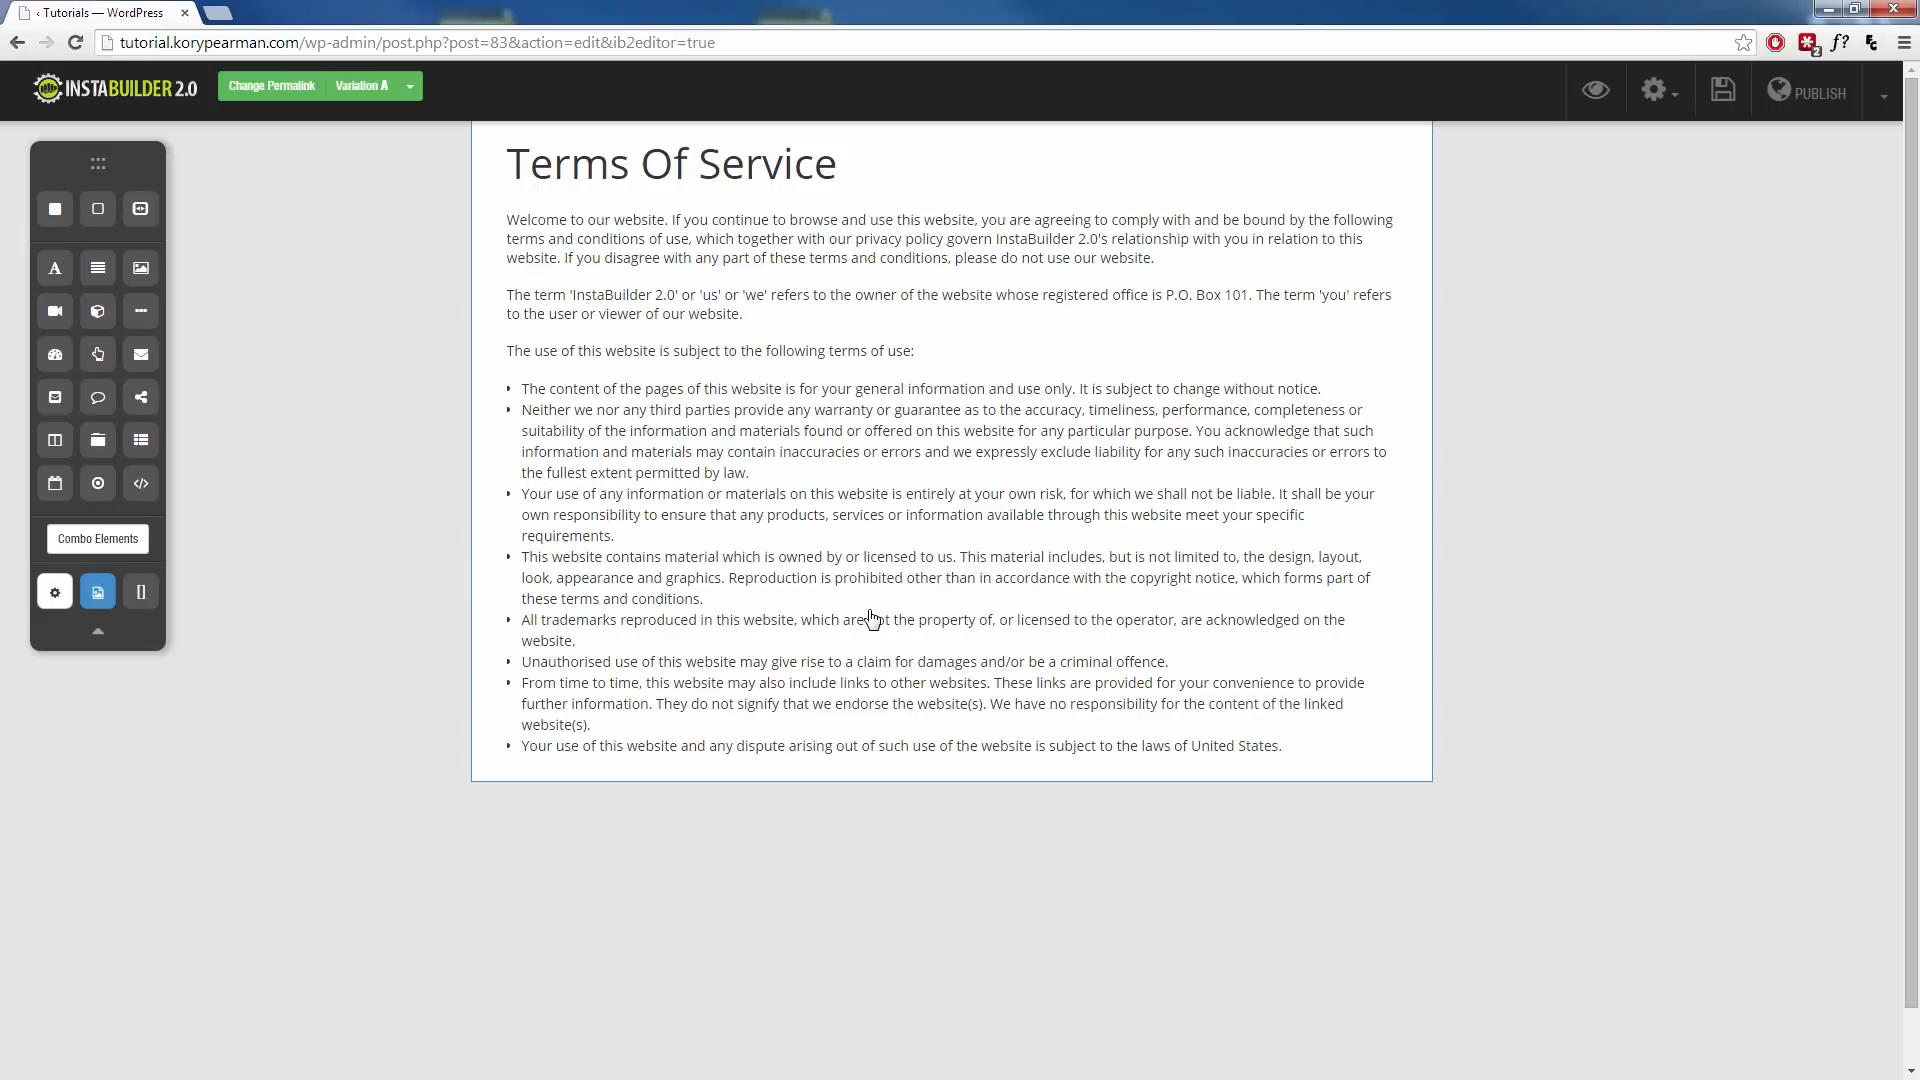 ‹ Tutorials — WordPress
tutorial.korypearman.com/wp-admin/post.php?post=83&action=edit&ib2editor=true
f?
2
INSTABUILDER 2.0
Change Permalink
Variation A
PUBLISH
Terms Of Service
Welcome to our website. If you continue to browse and use this website, you are agreeing to comply with and be bound by the following
terms and conditions of use, which together with our privacy policy govern InstaBuilder 2.0's relationship with you in relation to this
website. If you disagree with any part of these terms and conditions, please do not use our website.
The term 'InstaBuilder 2.0' or 'us' or 'we' refers to the owner of the website whose registered office is P.O. Box 101. The term 'you' refers
to the user or viewer of our website.
The use of this website is subject to the following terms of use:
• The content of the pages of this website is for your general information and use only. It is subject to change without notice.
• Neither we nor any third parties provide any warranty or guarantee as to the accuracy, timeliness, performance, completeness or
suitability of the information and materials found or offered on this website for any particular purpose. You acknowledge that such
information and materials may contain inaccuracies or errors and we expressly exclude liability for any such inaccuracies or errors to
the fullest extent permitted by law.
• Your use of any information or materials on this website is entirely at your own risk, for which we shall not be liable. It shall be your
own responsibility to ensure that any products, services or information available through this website meet your specific
requirements.
• This website contains material which is owned by or licensed to us. This material includes, but is not limited to, the design, layout,
look, appearance and graphics. Reproduction is prohibited other than in accordance with the copyright notice, which forms part of
these terms and conditions.
• All trademarks reproduced in this website, which are not the property of, or licensed to the operator, are acknowledged on the
website.
• Unauthorised use of this website may give rise to a claim for damages and/or be a criminal offence.
• From time to time, this website may also include links to other websites. These links are provided for your convenience to provide
further information. They do not signify that we endorse the website(s). We have no responsibility for the content of the linked
website(s).
• Your use of this website and any dispute arising out of such use of the website is subject to the laws of United States.
A
Combo Elements
[]